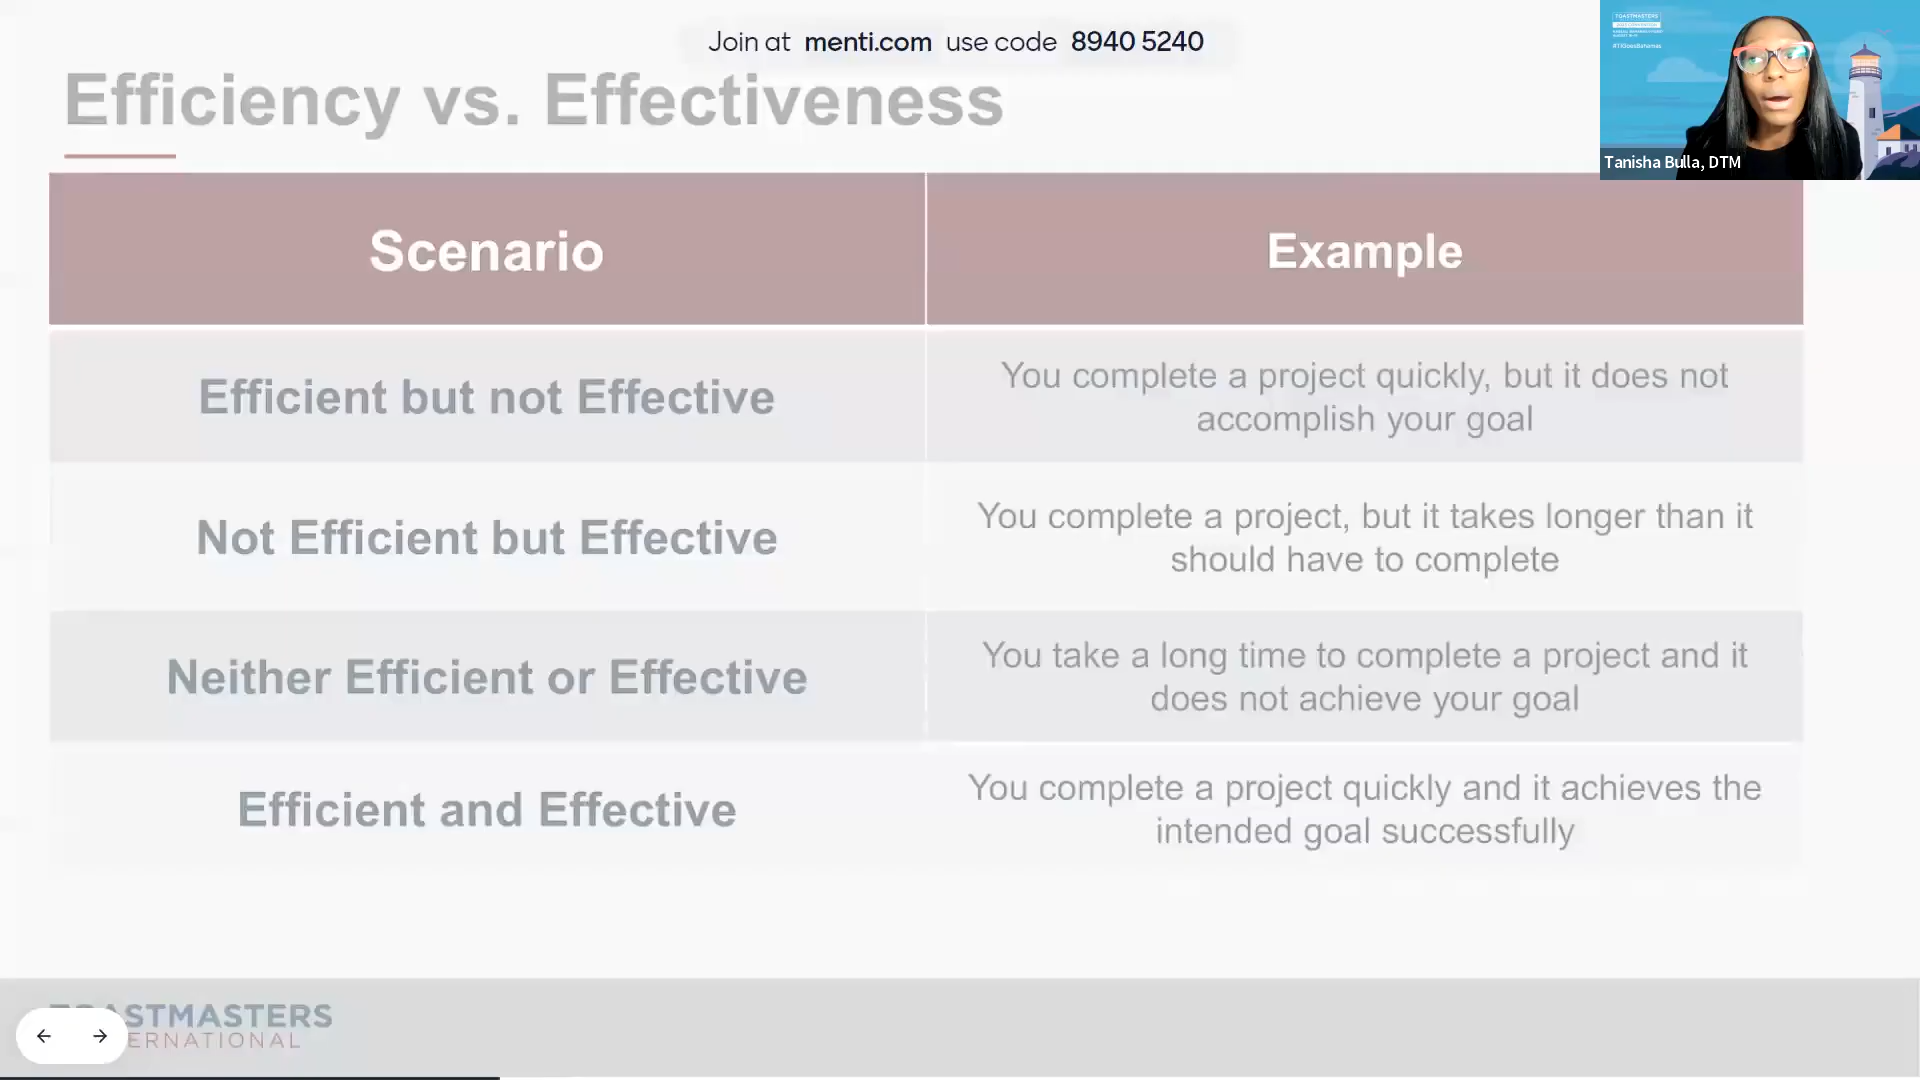 Join at menti.com use code 8940 5240
Efficiency vs. Effectiveness
TOASTMASTERS
#TIGoesBahamas
Tanisha Bulla, DTM
Scenario
Example
Efficient but not Effective
You complete a project quickly, but it does not
accomplish your goal
Not Efficient but Effective
You complete a project, but it takes longer than it
should have to complete
Neither Efficient or Effective
You take a long time to complete a project and it
does not achieve your goal
Efficient and Effective
You complete a project quickly and it achieves the
intended goal successfully
TOASTMASTERS
ERNATIONAL